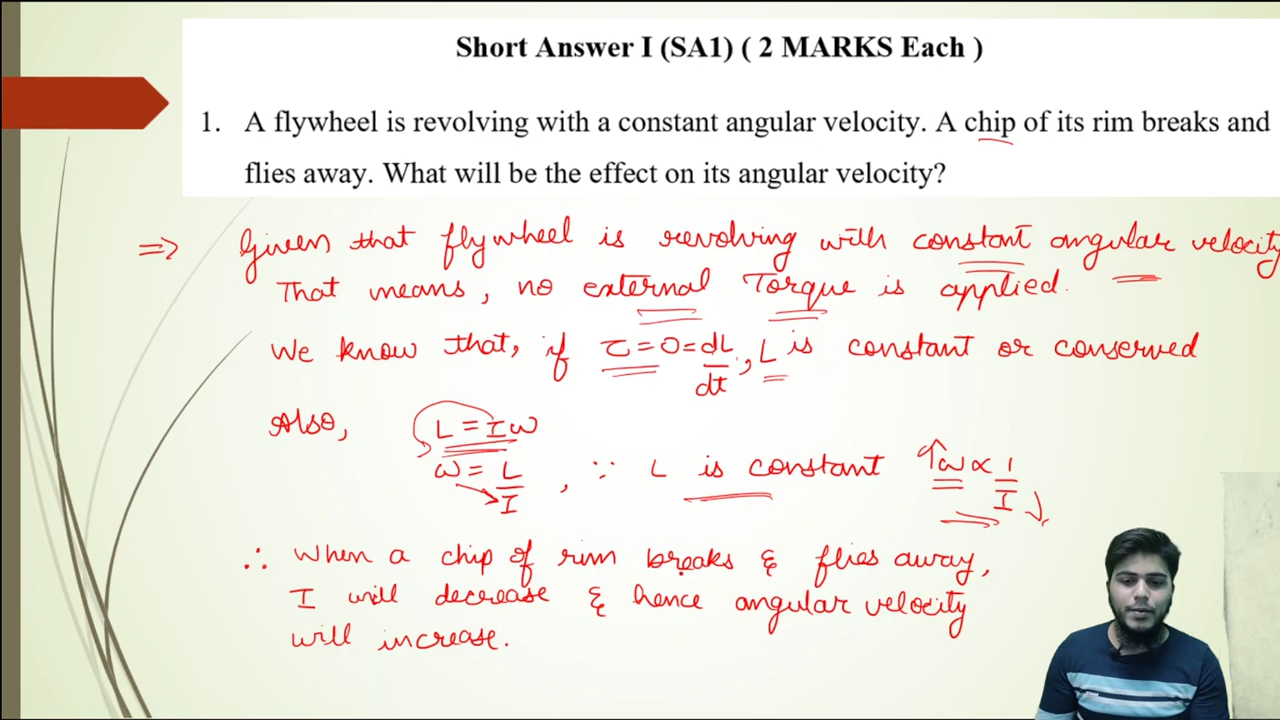 Short Answer I (SA1) ( 2 MARKS Each )
1. A flywheel is revolving with a constant angular velocity. A chip of its rim breaks and
flies away. What will be the effect on its angular velocity?
⇒ Given that flywheel is revolving with constant angular velocity
That means, no external Torque is applied.
We know that, if τ = 0 = dL/dt, L is constant or conserved
Also, L = Iω
ω = L/I, ∵ L is constant ↑ω ∝ 1/I ↓
∴ When a chip of rim breaks & flies away,
I will decrease & hence angular velocity
will increase.